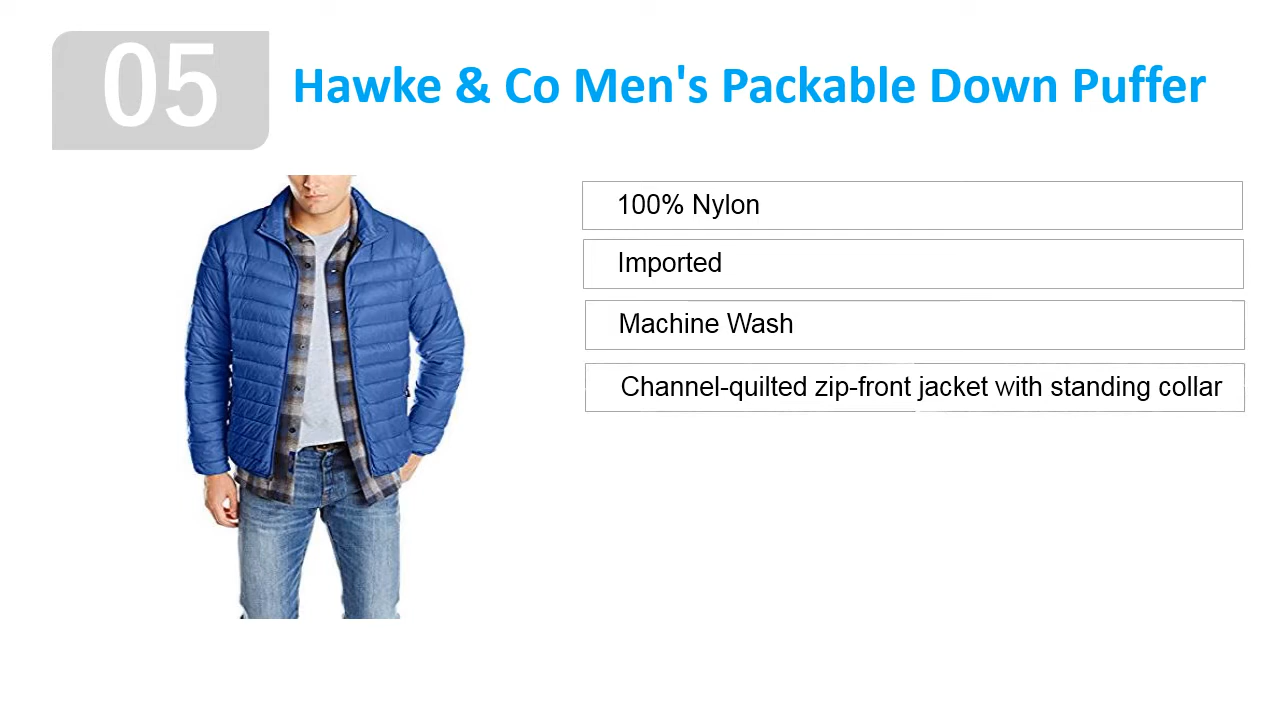 05
Hawke & Co Men's Packable Down Puffer
100% Nylon
Imported
Machine Wash
Channel-quilted zip-front jacket with standing collar